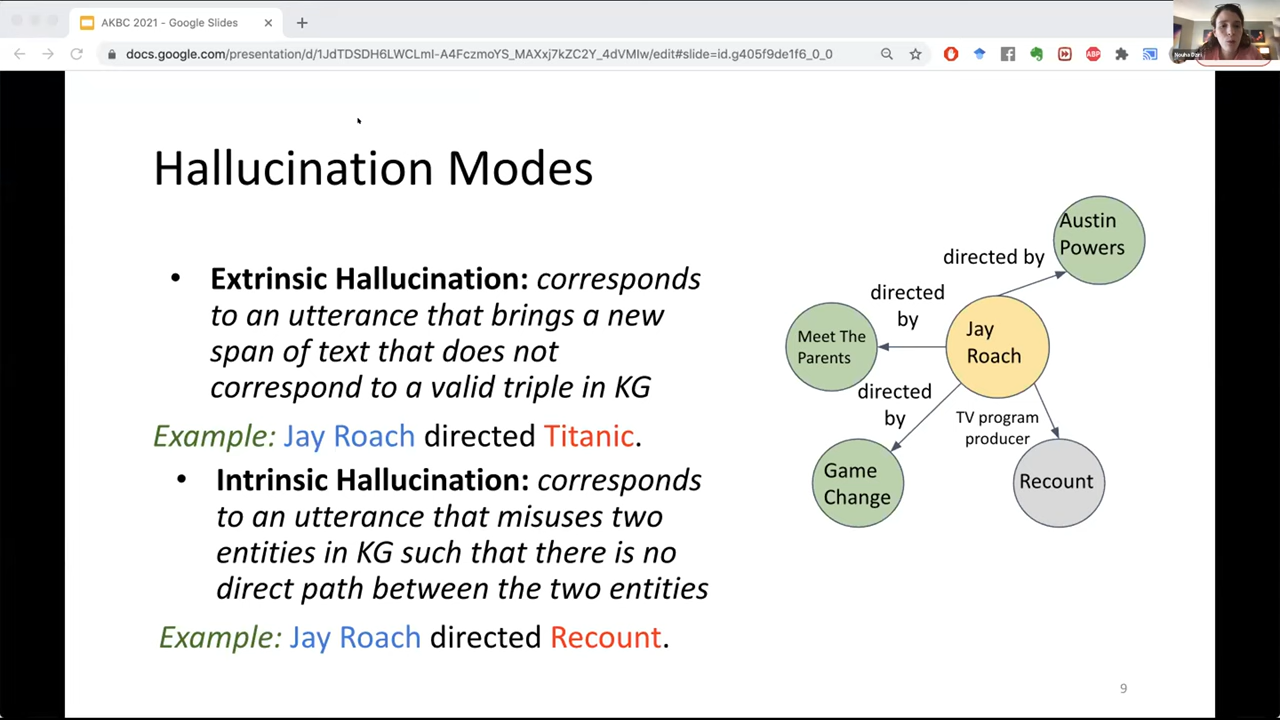 AKBC 2021 - Google Slides
docs.google.com/presentation/d/1JdTDSDH6LWCLmI-A4FczmoYS_MAXxj7kZC2Y_4dVMIw/edit#slide=id.g405f9de1f6_0_0
ABP
Hallucination Modes
• Extrinsic Hallucination: corresponds
to an utterance that brings a new
span of text that does not
correspond to a valid triple in KG
Example: Jay Roach directed Titanic.
• Intrinsic Hallucination: corresponds
to an utterance that misuses two
entities in KG such that there is no
direct path between the two entities
Example: Jay Roach directed Recount.
Austin
Powers
directed by
directed
by
Jay
Roach
Meet The
Parents
directed
by
TV program
producer
Game
Change
Recount
9